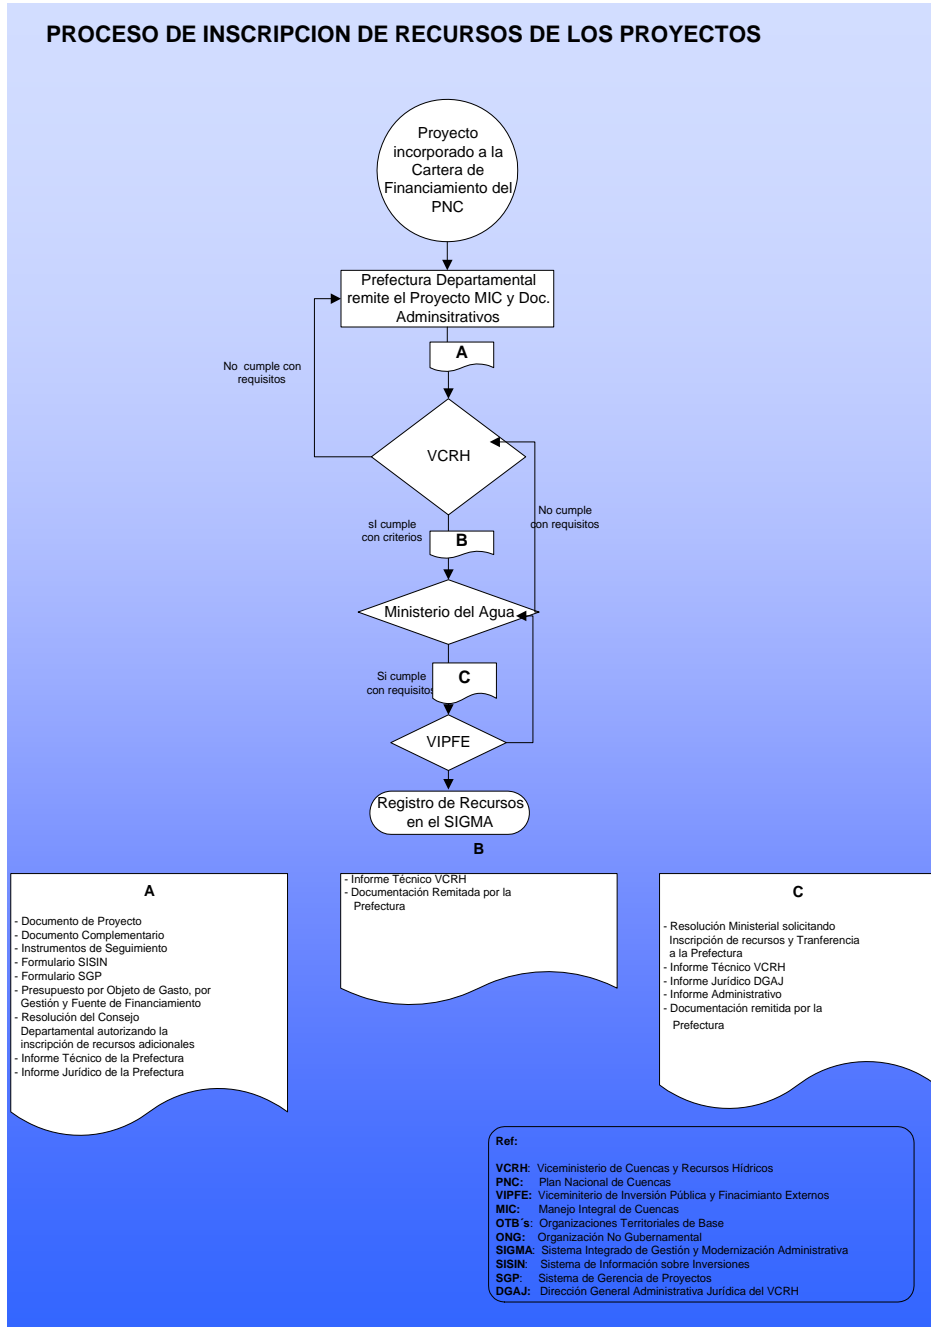 PROCESO DE INSCRIPCION DE RECURSOS DE LOS PROYECTOS
Proyecto
incorporado a la
Cartera de
Financiamiento del
PNC
Prefectura Departamental
remite el Proyecto MIC y Doc.
Adminsitrativos
A
No cumple con
requisitos
VCRH
No cumple
con requisitos
sI cumple
con criterios
B
Ministerio del Agua
Si cumple
con requisitos
C
VIPFE
Registro de Recursos
en el SIGMA
A
- Documento de Proyecto
- Documento Complementario
- Instrumentos de Seguimiento
- Formulario SISIN
- Formulario SGP
- Presupuesto por Objeto de Gasto, por
Gestión y Fuente de Financiamiento
- Resolución del Consejo
Departamental autorizando la
inscripción de recursos adicionales
- Informe Técnico de la Prefectura
- Informe Jurídico de la Prefectura
B
- Informe Técnico VCRH
- Documentación Remitada por la
Prefectura
C
- Resolución Ministerial solicitando
Inscripción de recursos y Tranferencia
a la Prefectura
- Informe Técnico VCRH
- Informe Jurídico DGAJ
- Informe Administrativo
- Documentación remitida por la
Prefectura
Ref:
VCRH: Viceministerio de Cuencas y Recursos Hídricos
PNC: Plan Nacional de Cuencas
VIPFE: Viceminiterio de Inversión Pública y Finacimianto Externos
MIC: Manejo Integral de Cuencas
OTB´s: Organizaciones Territoriales de Base
ONG: Organización No Gubernamental
SIGMA: Sistema Integrado de Gestión y Modernización Administrativa
SISIN: Sistema de Información sobre Inversiones
SGP: Sistema de Gerencia de Proyectos
DGAJ: Dirección General Administrativa Jurídica del VCRH